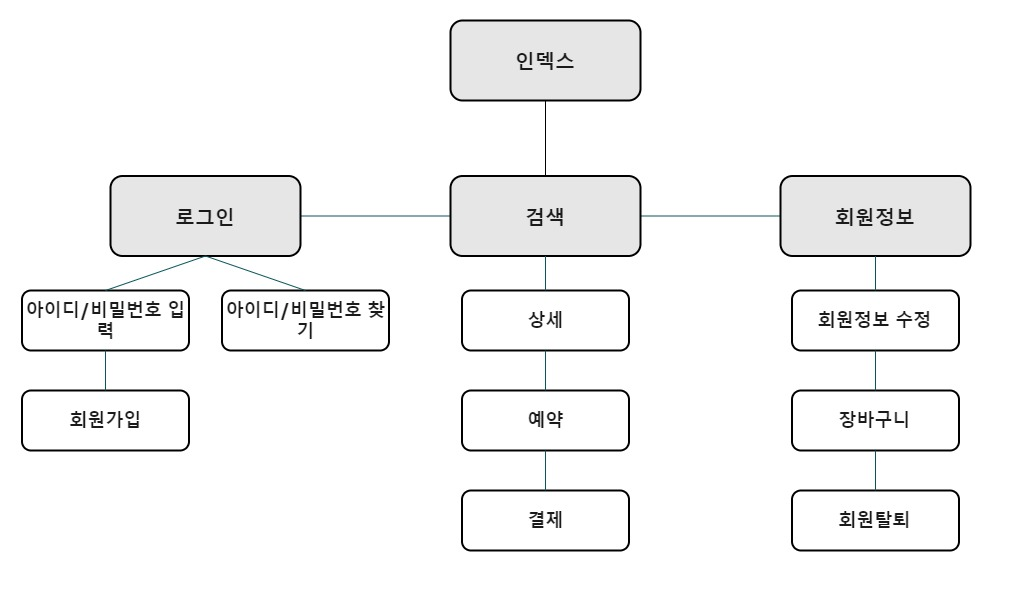 인덱스
로그인
검색
회원정보
아이디/비밀번호 입
력
아이디/비밀번호 찾
기
상세
회원정보 수정
회원가입
예약
장바구니
결제
회원탈퇴